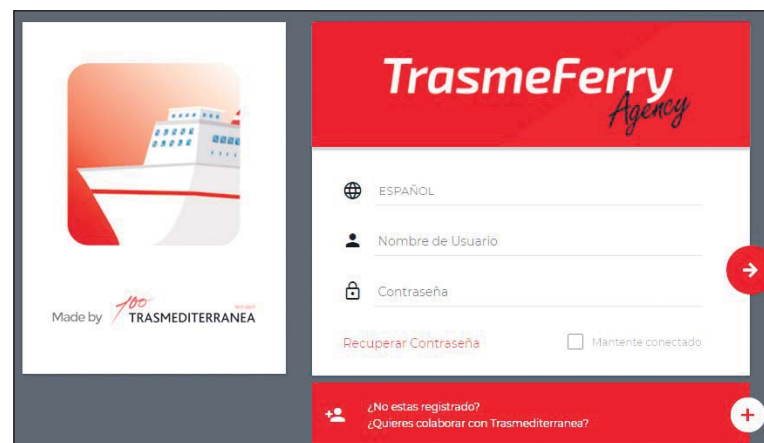 TrasmeFerry
Agency
ESPAÑOL
Nombre de Usuario
Contraseña
Recuperar Contraseña
Mantente conectado
Made by
100
TRASMEDITERRANEA
¿No estas registrado?
¿Quieres colaborar con Trasmediterranea?